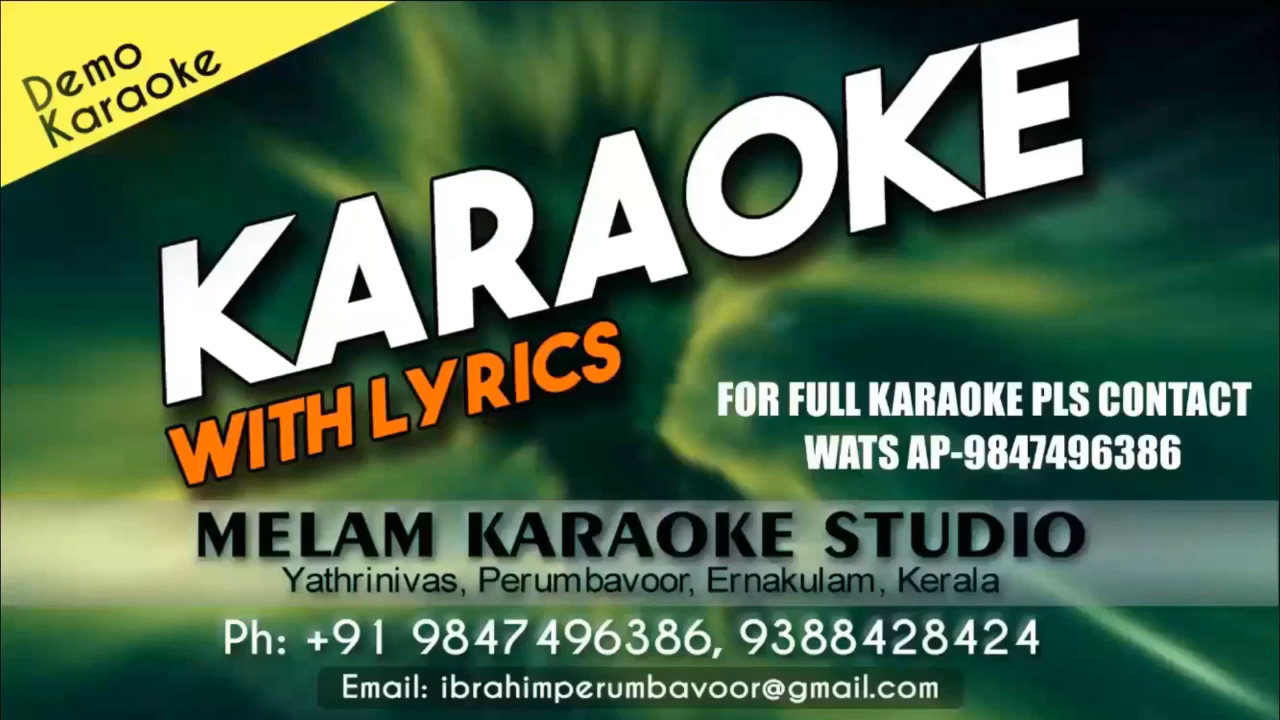 Demo
Karaoke
KARAOKE
WITH LYRICS
FOR FULL KARAOKE PLS CONTACT
WATS AP-9847496386
MELAM KARAOKE STUDIO
Yathrinivas, Perumbavoor, Ernakulam, Kerala
Ph: +91 9847496386, 9388428424
Email: ibrahimperumbavoor@gmail.com